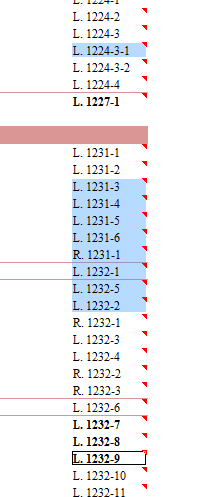 L. 1224-1
L. 1224-2
L. 1224-3
L. 1224-3-1
L. 1224-3-2
L. 1224-4
L. 1227-1
L. 1231-1
L. 1231-2
L. 1231-3
L. 1231-4
L. 1231-5
L. 1231-6
R. 1231-1
L. 1232-1
L. 1232-5
L. 1232-2
R. 1232-1
L. 1232-3
L. 1232-4
R. 1232-2
R. 1232-3
L. 1232-6
L. 1232-7
L. 1232-8
L. 1232-9
L. 1232-10
L. 1232-11